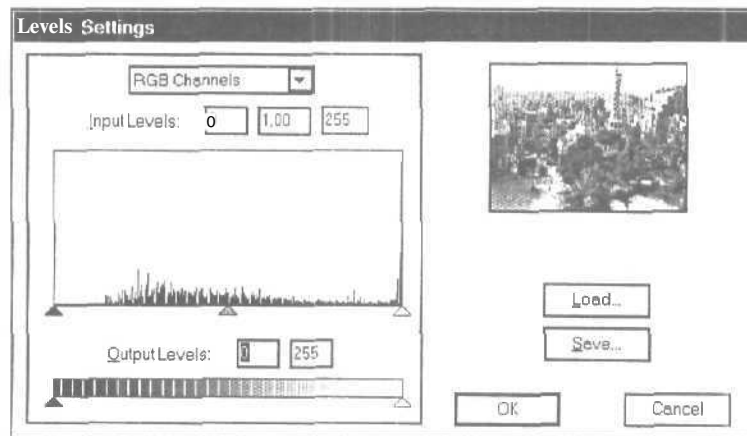 Levels Settings
RGB Channels
Input Levels: 0 1.00 255
Output Levels: 0 255
Load...
Save...
OK Cancel